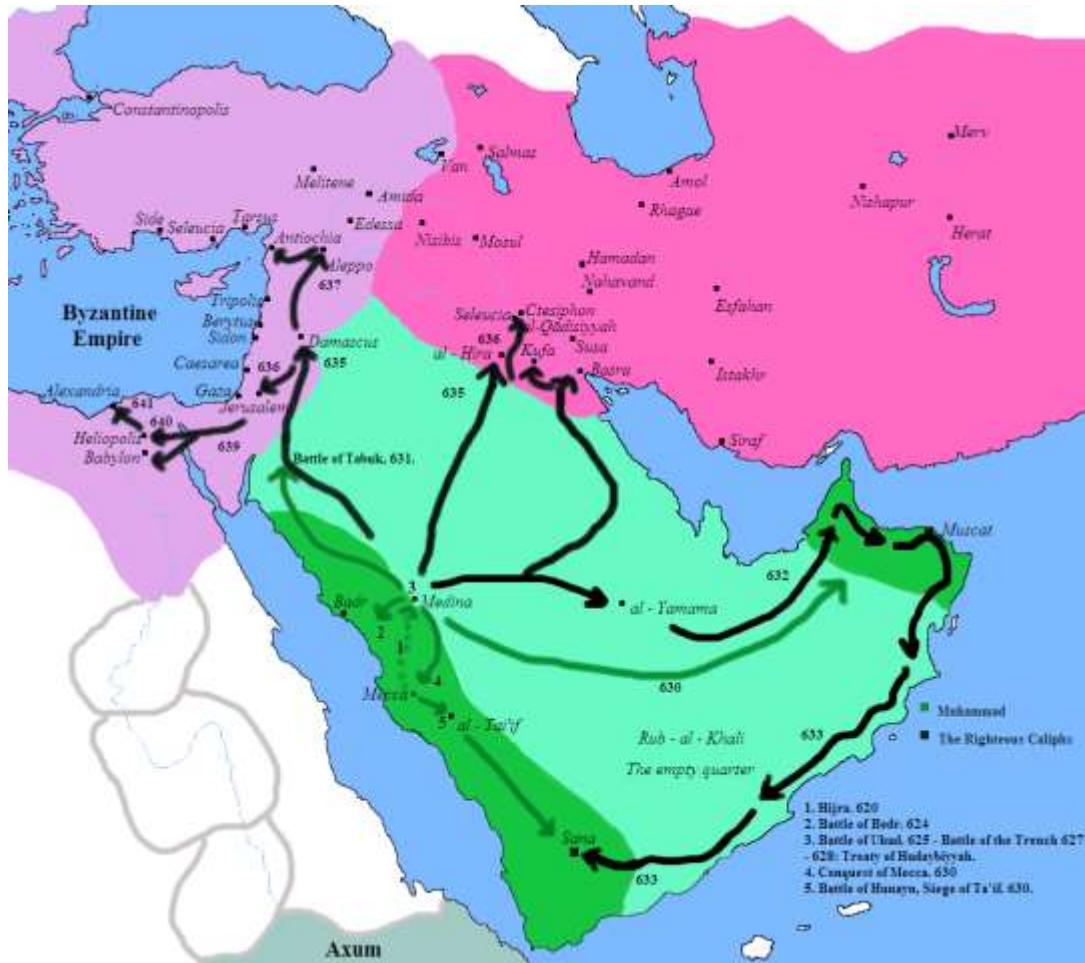 Constantinopolis
Merv
Van
Salmas
Melitene
Amol
Amida
Nishapur
Rhagae
Side
Seleucia
Tarsus
Edessa
Nisibis
Mosul
Herat
Antiochia
Aleppo
Hamadan
637
Nahavand
Esfahan
Byzantine
Empire
Tripolis
Berytus
Sidon
Seleucia
Ctesiphon
al-Qādisiyyah
636
Damascus
al - Hira
Kufa
Susa
Caesarea
636
635
Basra
Istakhr
Alexandria
641
Gaza
Jerusalem
635
640
Heliopolis
639
Siraf
Babylon
Battle of Tabuk, 631.
Muscat
632
3
Medina
Badr
al - Yamama
2
1
4
630
Mecca
5
al - Tai'if
Rub - al - Khali
633
Muhammad
The Righteous Caliphs
The empty quarter
1. Hijra. 620
2. Battle of Bedr. 624
3. Battle of Uhud. 625 - Battle of the Trench 627
- 628: Treaty of Hudaybiyyah.
4. Conquest of Mecca. 630
5. Battle of Hunayn, Siege of Ta'if. 630.
Sana
633
Axum